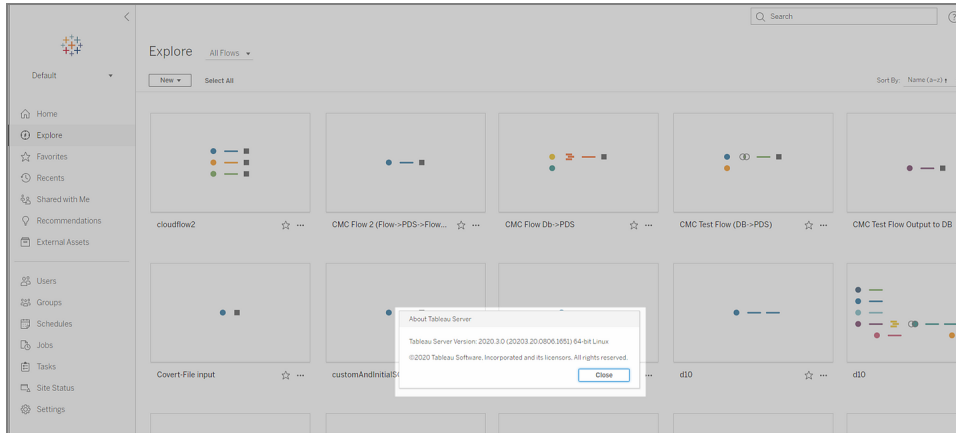 Search
Explore
All Flows
Default
New
Select All
Sort By: Name (a–z)
Home
Explore
Favorites
Recents
Shared with Me
Recommendations
External Assets
cloudflow2
CMC Flow 2 (Flow->PDS->Flow...
CMC Flow Db->PDS
CMC Test Flow (DB->PDS)
CMC Test Flow Output to DB
Users
Groups
Schedules
Jobs
Tasks
Site Status
Settings
About Tableau Server
Tableau Server Version: 2020.3.0 (20203.20.0806.1651) 64-bit Linux
©2020 Tableau Software. Incorporated and its licensors. All rights reserved.
Close
Covert-File input
customAndInitialS
d10
d10